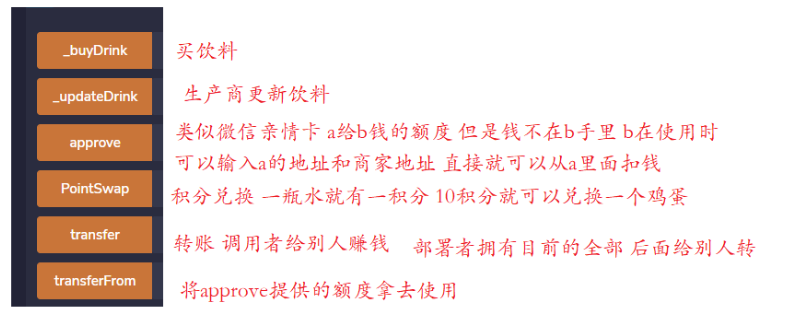 _buyDrink 买饮料
_updateDrink 生产商更新饮料
approve 类似微信亲情卡 a给b钱的额度 但是钱不在b手里 b在使用时
可以输入a的地址和商家地址 直接就可以从a里面扣钱
PointSwap 积分兑换 一瓶水就有一积分 10积分就可以兑换一个鸡蛋
transfer 转账 调用者给别人赚钱 部署者拥有目前的全部 后面给别人转
transferFrom 将approve提供的额度拿去使用